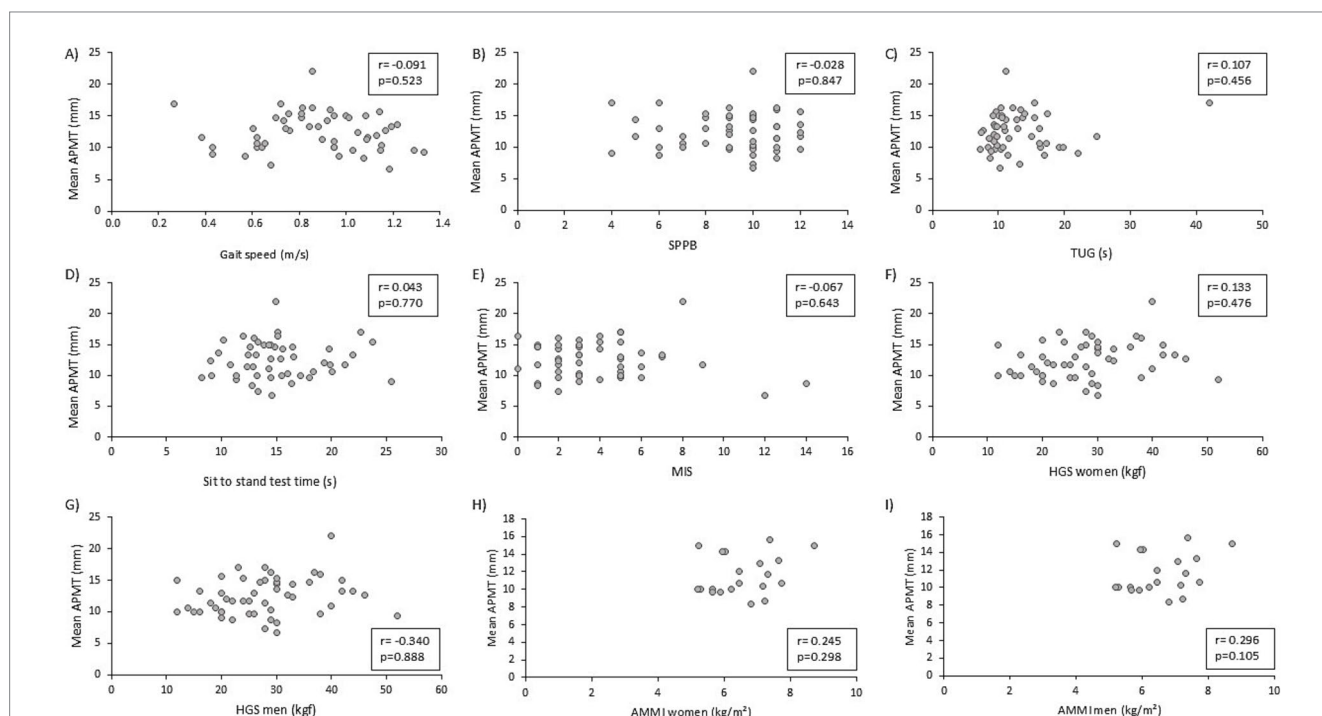 A)
25
20
15
10
5
0
Mean APMT (mm)
r= -0.091
p=0.523
0.0 0.2 0.4 0.6 0.8 1.0 1.2 1.4
Gait speed (m/s)
B)
25
20
15
10
5
0
Mean APMT (mm)
r= -0.028
p=0.847
0 2 4 6 8 10 12 14
SPPB
C)
25
20
15
10
5
0
Mean APMT (mm)
r= 0.107
p=0.456
0 10 20 30 40 50
TUG (s)
D)
25
20
15
10
5
0
Mean APMT (mm)
r= 0.043
p=0.770
0 5 10 15 20 25 30
Sit to stand test time (s)
E)
25
20
15
10
5
0
Mean APMT (mm)
r= -0.067
p=0.643
0 2 4 6 8 10 12 14 16
MIS
F)
25
20
15
10
5
0
Mean APMT (mm)
r= 0.133
p=0.476
0 10 20 30 40 50 60
HGS women (kgf)
G)
25
20
15
10
5
0
Mean APMT (mm)
r= -0.340
p=0.888
0 10 20 30 40 50 60
HGS men (kgf)
H)
18
16
14
12
10
8
6
4
2
0
Mean APMT (mm)
r= 0.245
p=0.298
0 2 4 6 8 10
AMMI women (kg/m²)
I)
18
16
14
12
10
8
6
4
2
0
Mean APMT (mm)
r= 0.296
p=0.105
0 2 4 6 8 10
AMMI men (kg/m²)